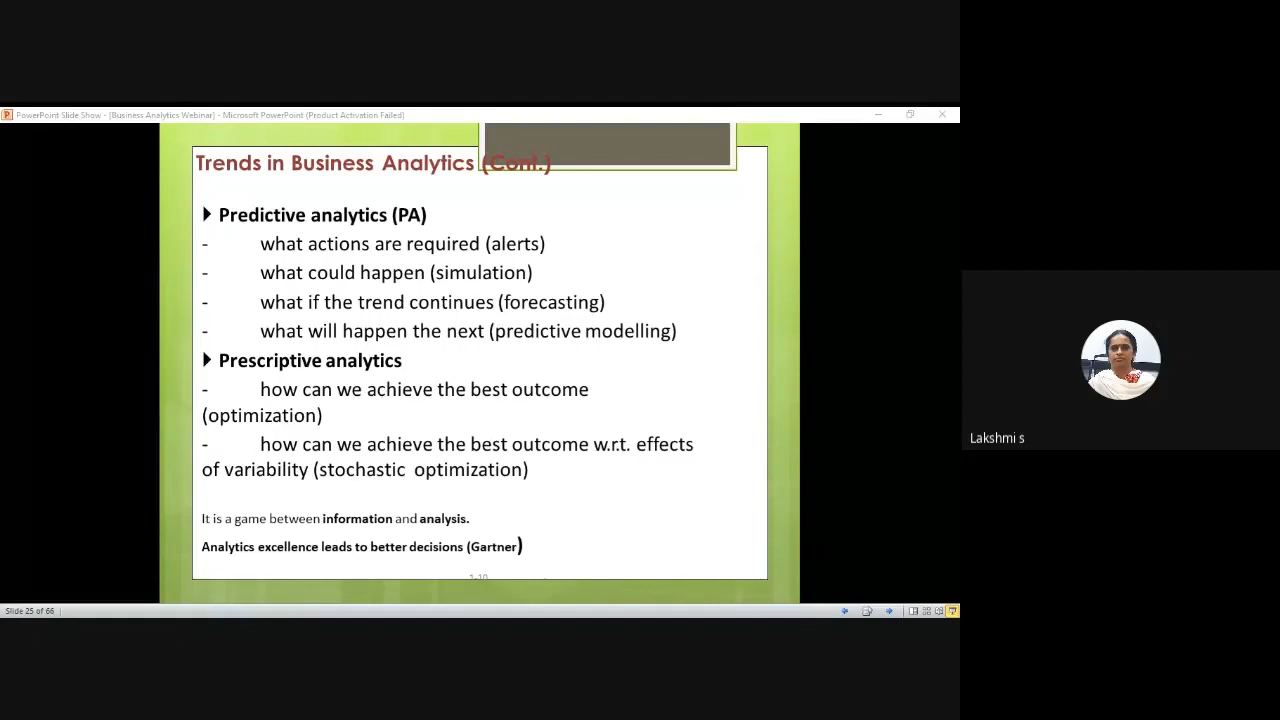 PowerPoint Slide Show - [Business Analytics Webinar] - Microsoft PowerPoint (Product Activation Failed)
Trends in Business Analytics (Cont.)
Predictive analytics (PA)
- what actions are required (alerts)
- what could happen (simulation)
- what if the trend continues (forecasting)
- what will happen the next (predictive modelling)
Prescriptive analytics
- how can we achieve the best outcome
(optimization)
- how can we achieve the best outcome w.r.t. effects
of variability (stochastic optimization)
Lakshmi s
It is a game between information and analysis.
Analytics excellence leads to better decisions (Gartner)
1-10
Slide 25 of 66